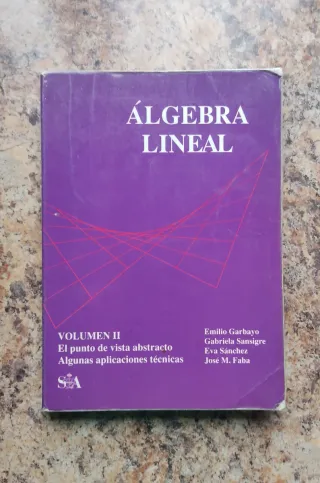 ÁLGEBRA
LINEAL
VOLUMEN II
El punto de vista abstracto
Algunas aplicaciones técnicas
Emilio Garbayo
Gabriela Sansigre
Eva Sánchez
José M. Faba